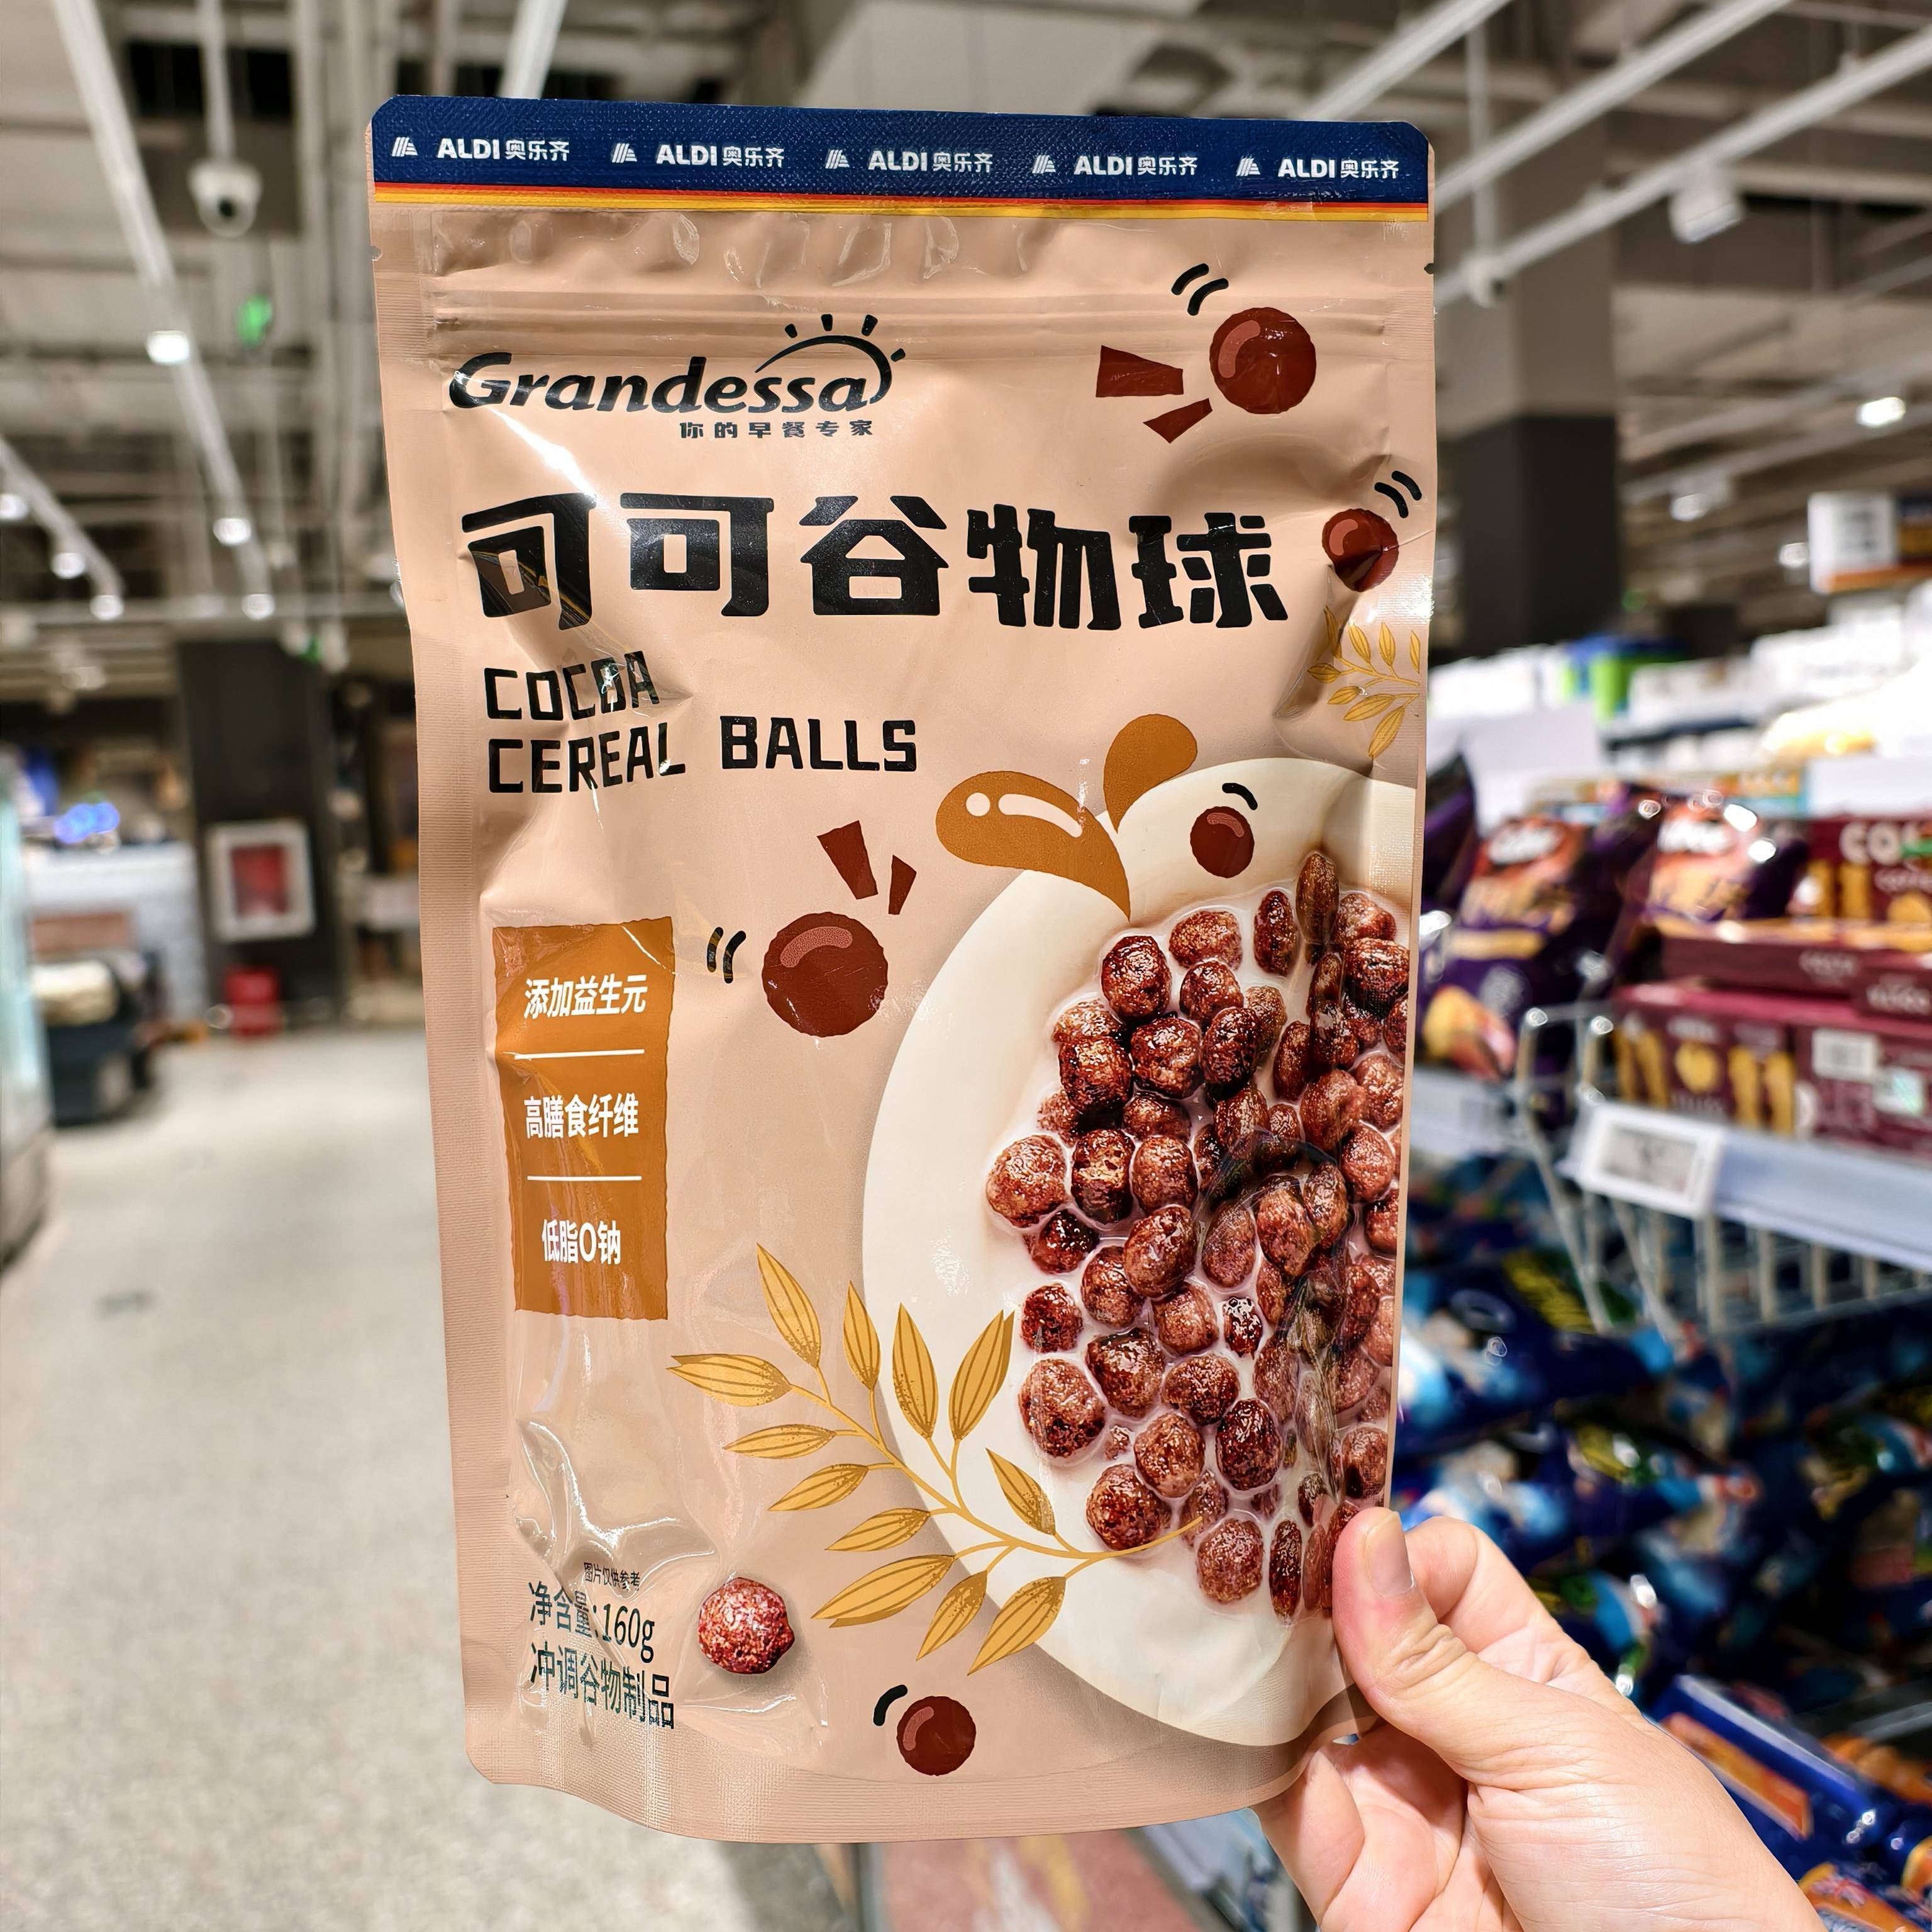 ALDI奥乐齐 ALDI奥乐齐 ALDI奥乐齐 ALDI奥乐齐 ALDI奥乐齐
Grandessa
你的早餐专家
可可谷物球
COCOA
CEREAL BALLS
添加益生元
高膳食纤维
低脂0钠
图片仅供参考
净含量:160g
冲调谷物制品